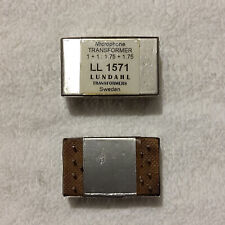 Microphone
TRANSFORMER
1 + 1 : 1.75 + 1.75
LL 1571
LUNDAHL
TRANSFORMERS
Sweden